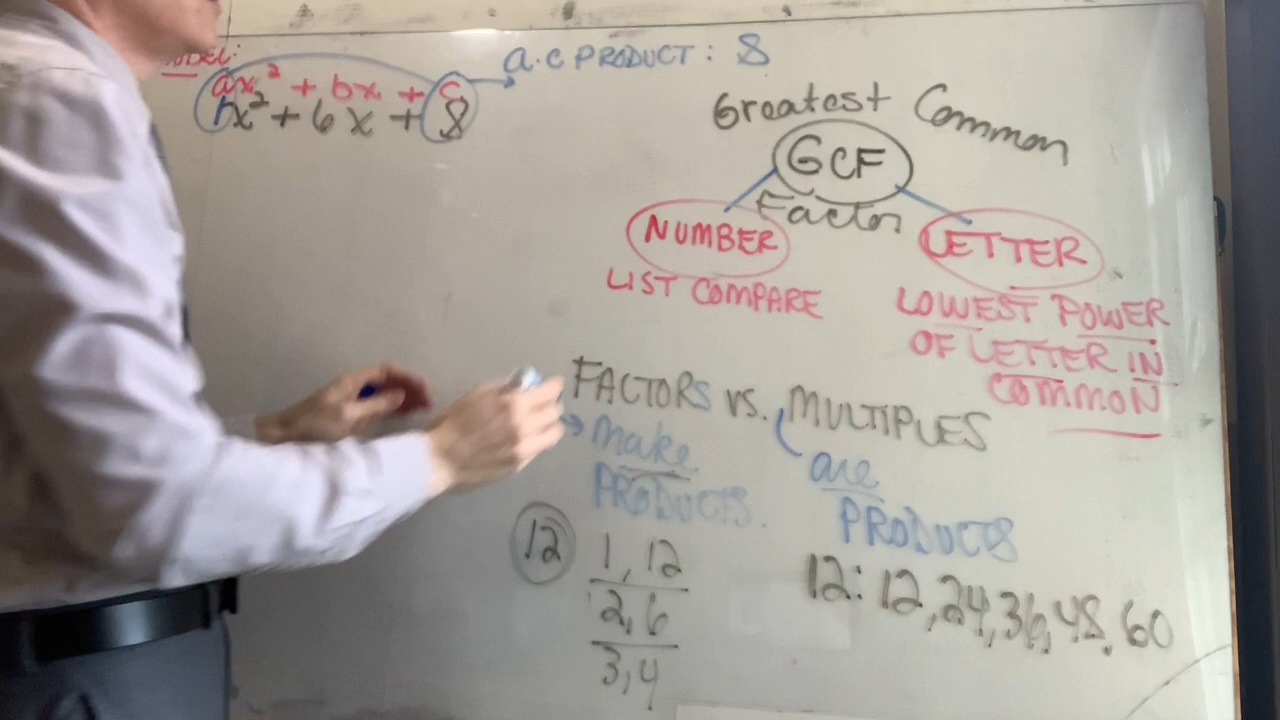 MODEL:
ax² + bx + c
1x² + 6x + 8
a.c PRODUCT: 8
Greatest Common
GCF
Factor
NUMBER
LIST COMPARE
LETTER
LOWEST POWER
OF LETTER IN
COMMON
FACTORS VS. MULTIPLES
make
PRODUCTS.
are
PRODUCTS
12
1, 12
2, 6
3, 4
12: 12, 24, 36, 48, 60